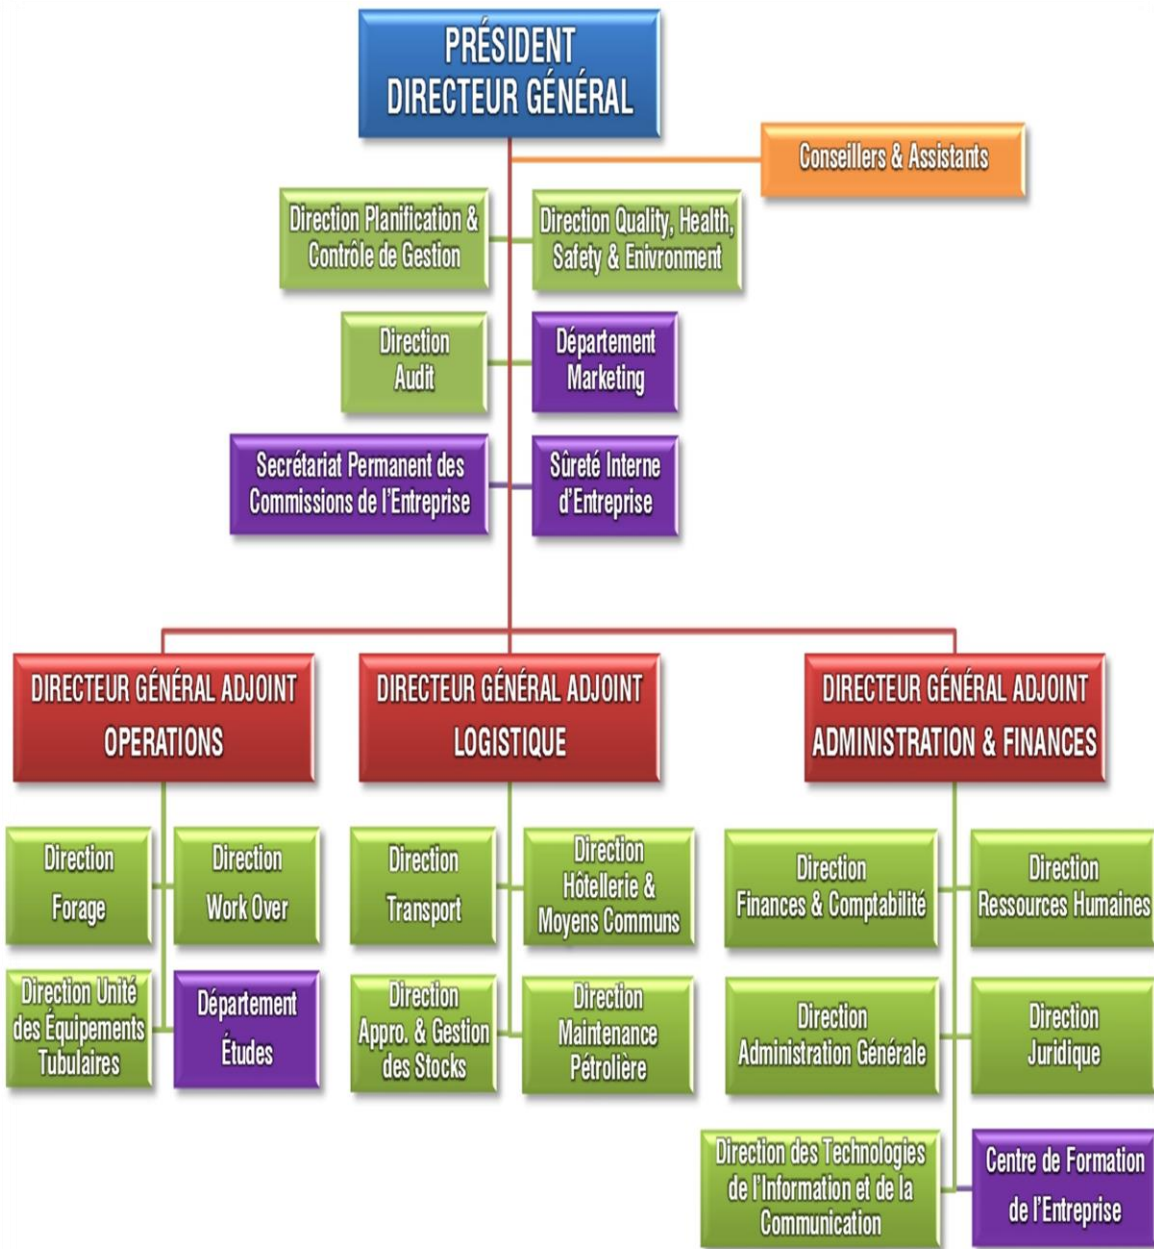 PRÉSIDENT
DIRECTEUR GÉNÉRAL
Conseillers & Assistants
Direction Planification &
Contrôle de Gestion
Direction Quality, Health,
Safety & Enivronment
Direction
Audit
Département
Marketing
Secrétariat Permanent des
Commissions de l'Entreprise
Sûreté Interne
d'Entreprise
DIRECTEUR GÉNÉRAL ADJOINT
OPERATIONS
DIRECTEUR GÉNÉRAL ADJOINT
LOGISTIQUE
DIRECTEUR GÉNÉRAL ADJOINT
ADMINISTRATION & FINANCES
Direction
Forage
Direction
Work Over
Direction
Transport
Direction
Hôtellerie &
Moyens Communs
Direction
Finances & Comptabilité
Direction
Ressources Humaines
Direction Unité
des Équipements
Tubulaires
Département
Études
Direction
Appro. & Gestion
des Stocks
Direction
Maintenance
Pétrolière
Direction
Administration Générale
Direction
Juridique
Direction des Technologies
de l'Information et de la
Communication
Centre de Formation
de l'Entreprise